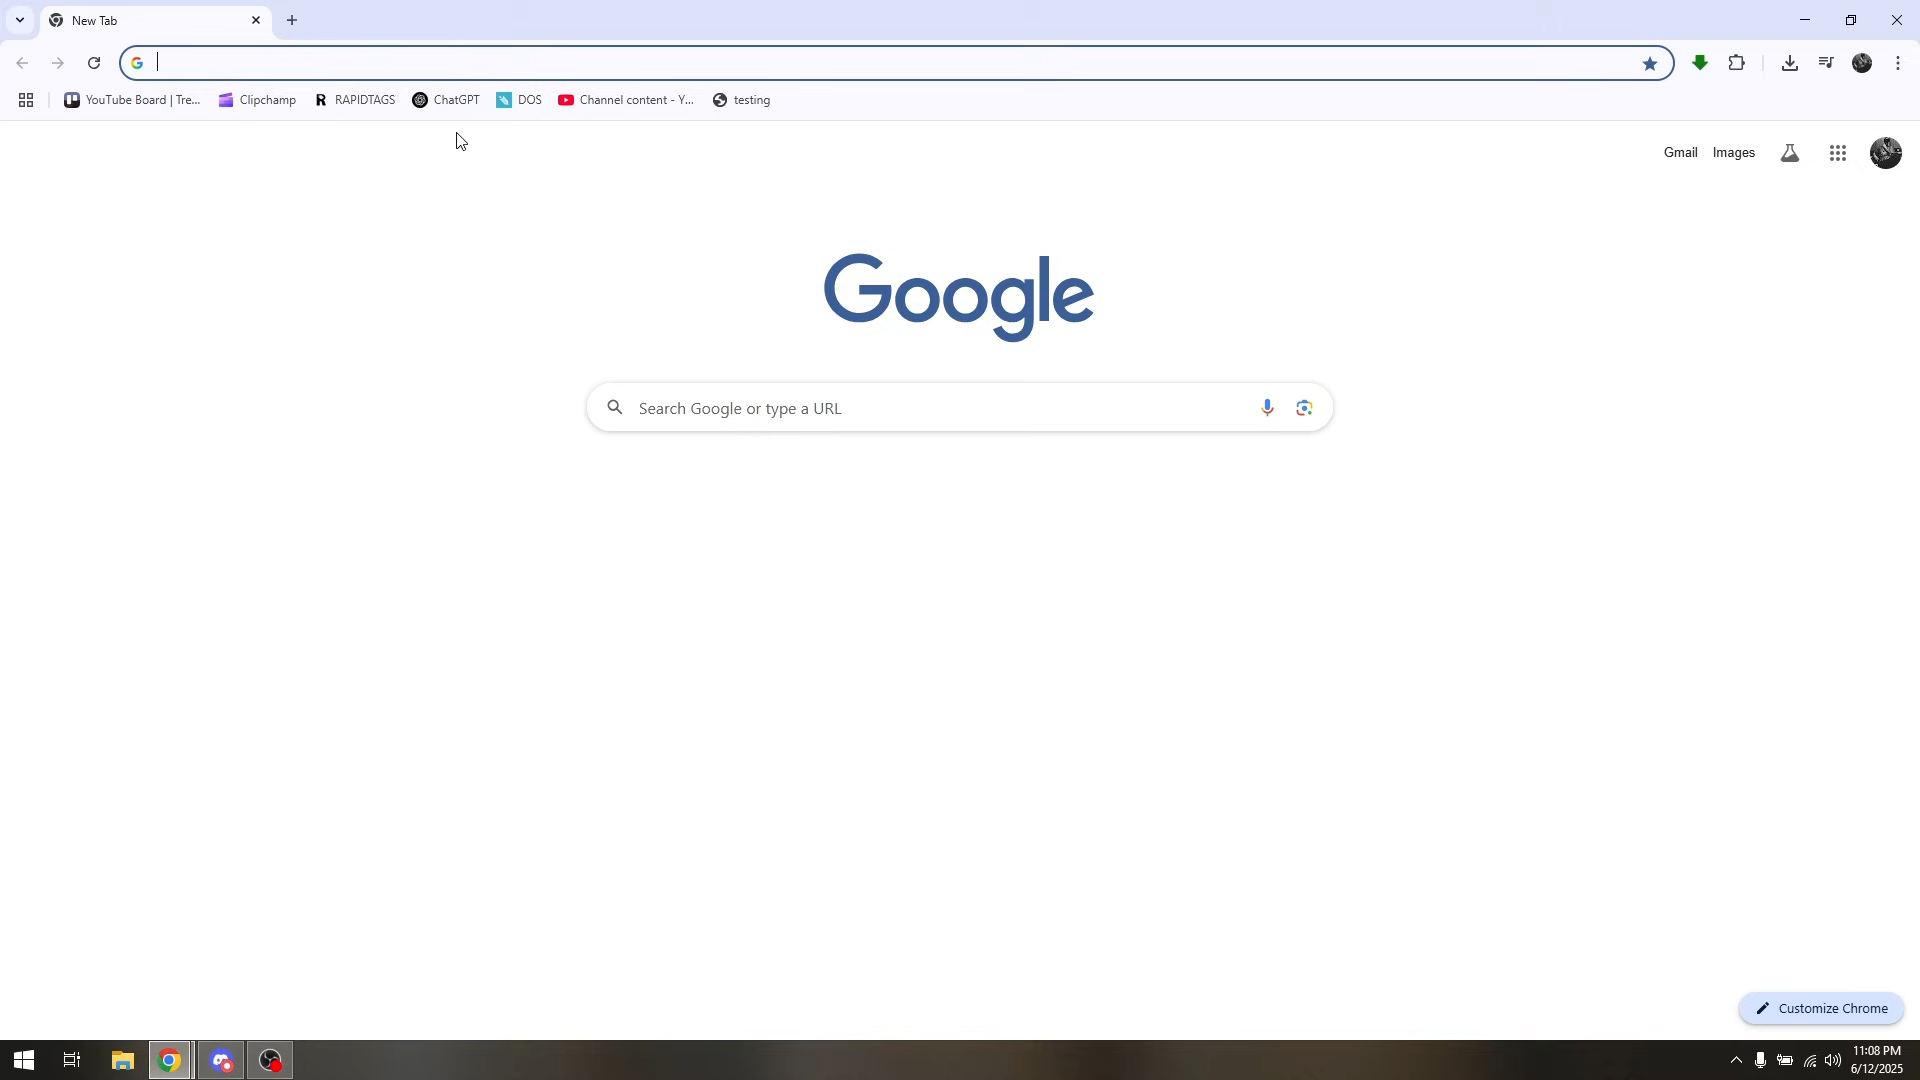 New Tab
YouTube Board | Tre...
Clipchamp
RAPIDTAGS
ChatGPT
DOS
Channel content - Y...
testing
Gmail
Images
Google
Search Google or type a URL
Customize Chrome
11:08 PM
6/12/2025